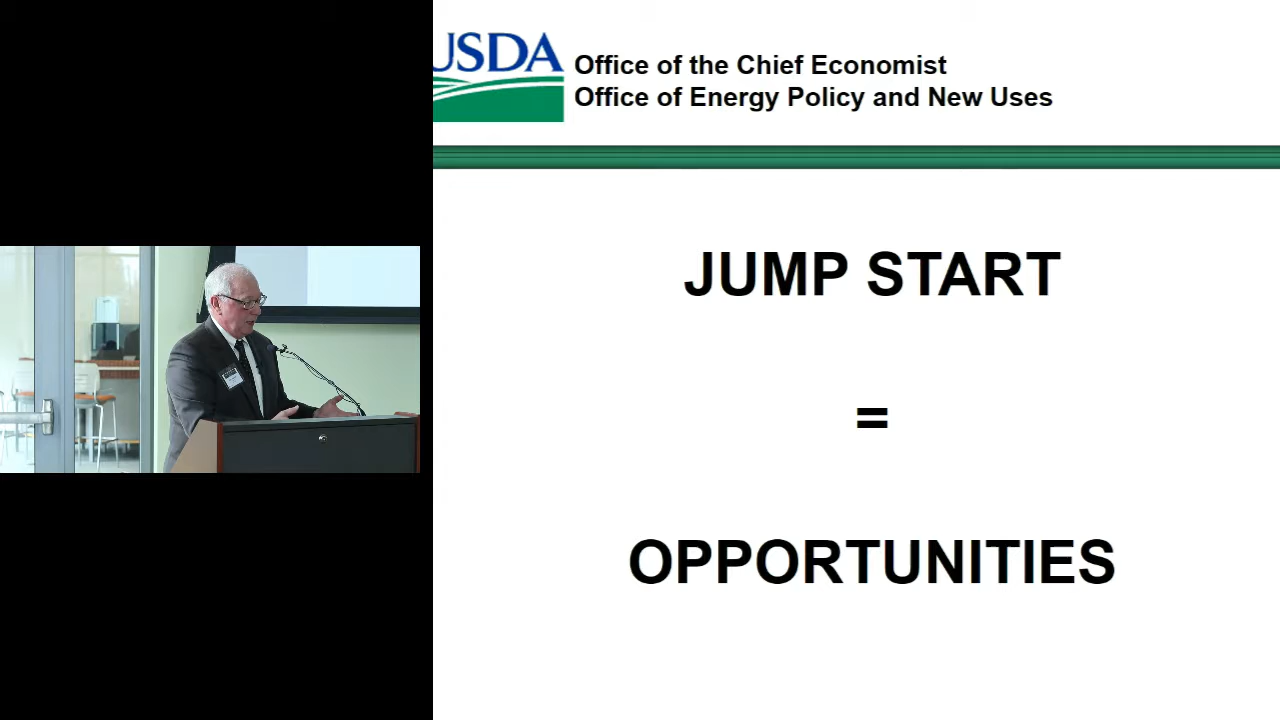 USDA
Office of the Chief Economist
Office of Energy Policy and New Uses
JUMP START
=
OPPORTUNITIES